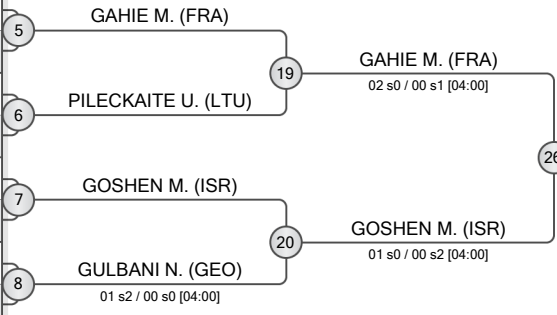 GAHIE M. (FRA)
5
19
GAHIE M. (FRA)
02 s0 / 00 s1 [04:00]
PILECKAITE U. (LTU)
6
26
GOSHEN M. (ISR)
7
20
GOSHEN M. (ISR)
01 s0 / 00 s2 [04:00]
GULBANI N. (GEO)
8
01 s2 / 00 s0 [04:00]